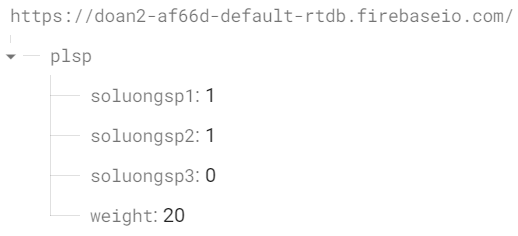 https://doan2-af66d-default-rtdb.firebaseio.com/
plsp
soluongsp1: 1
soluongsp2: 1
soluongsp3: 0
weight: 20